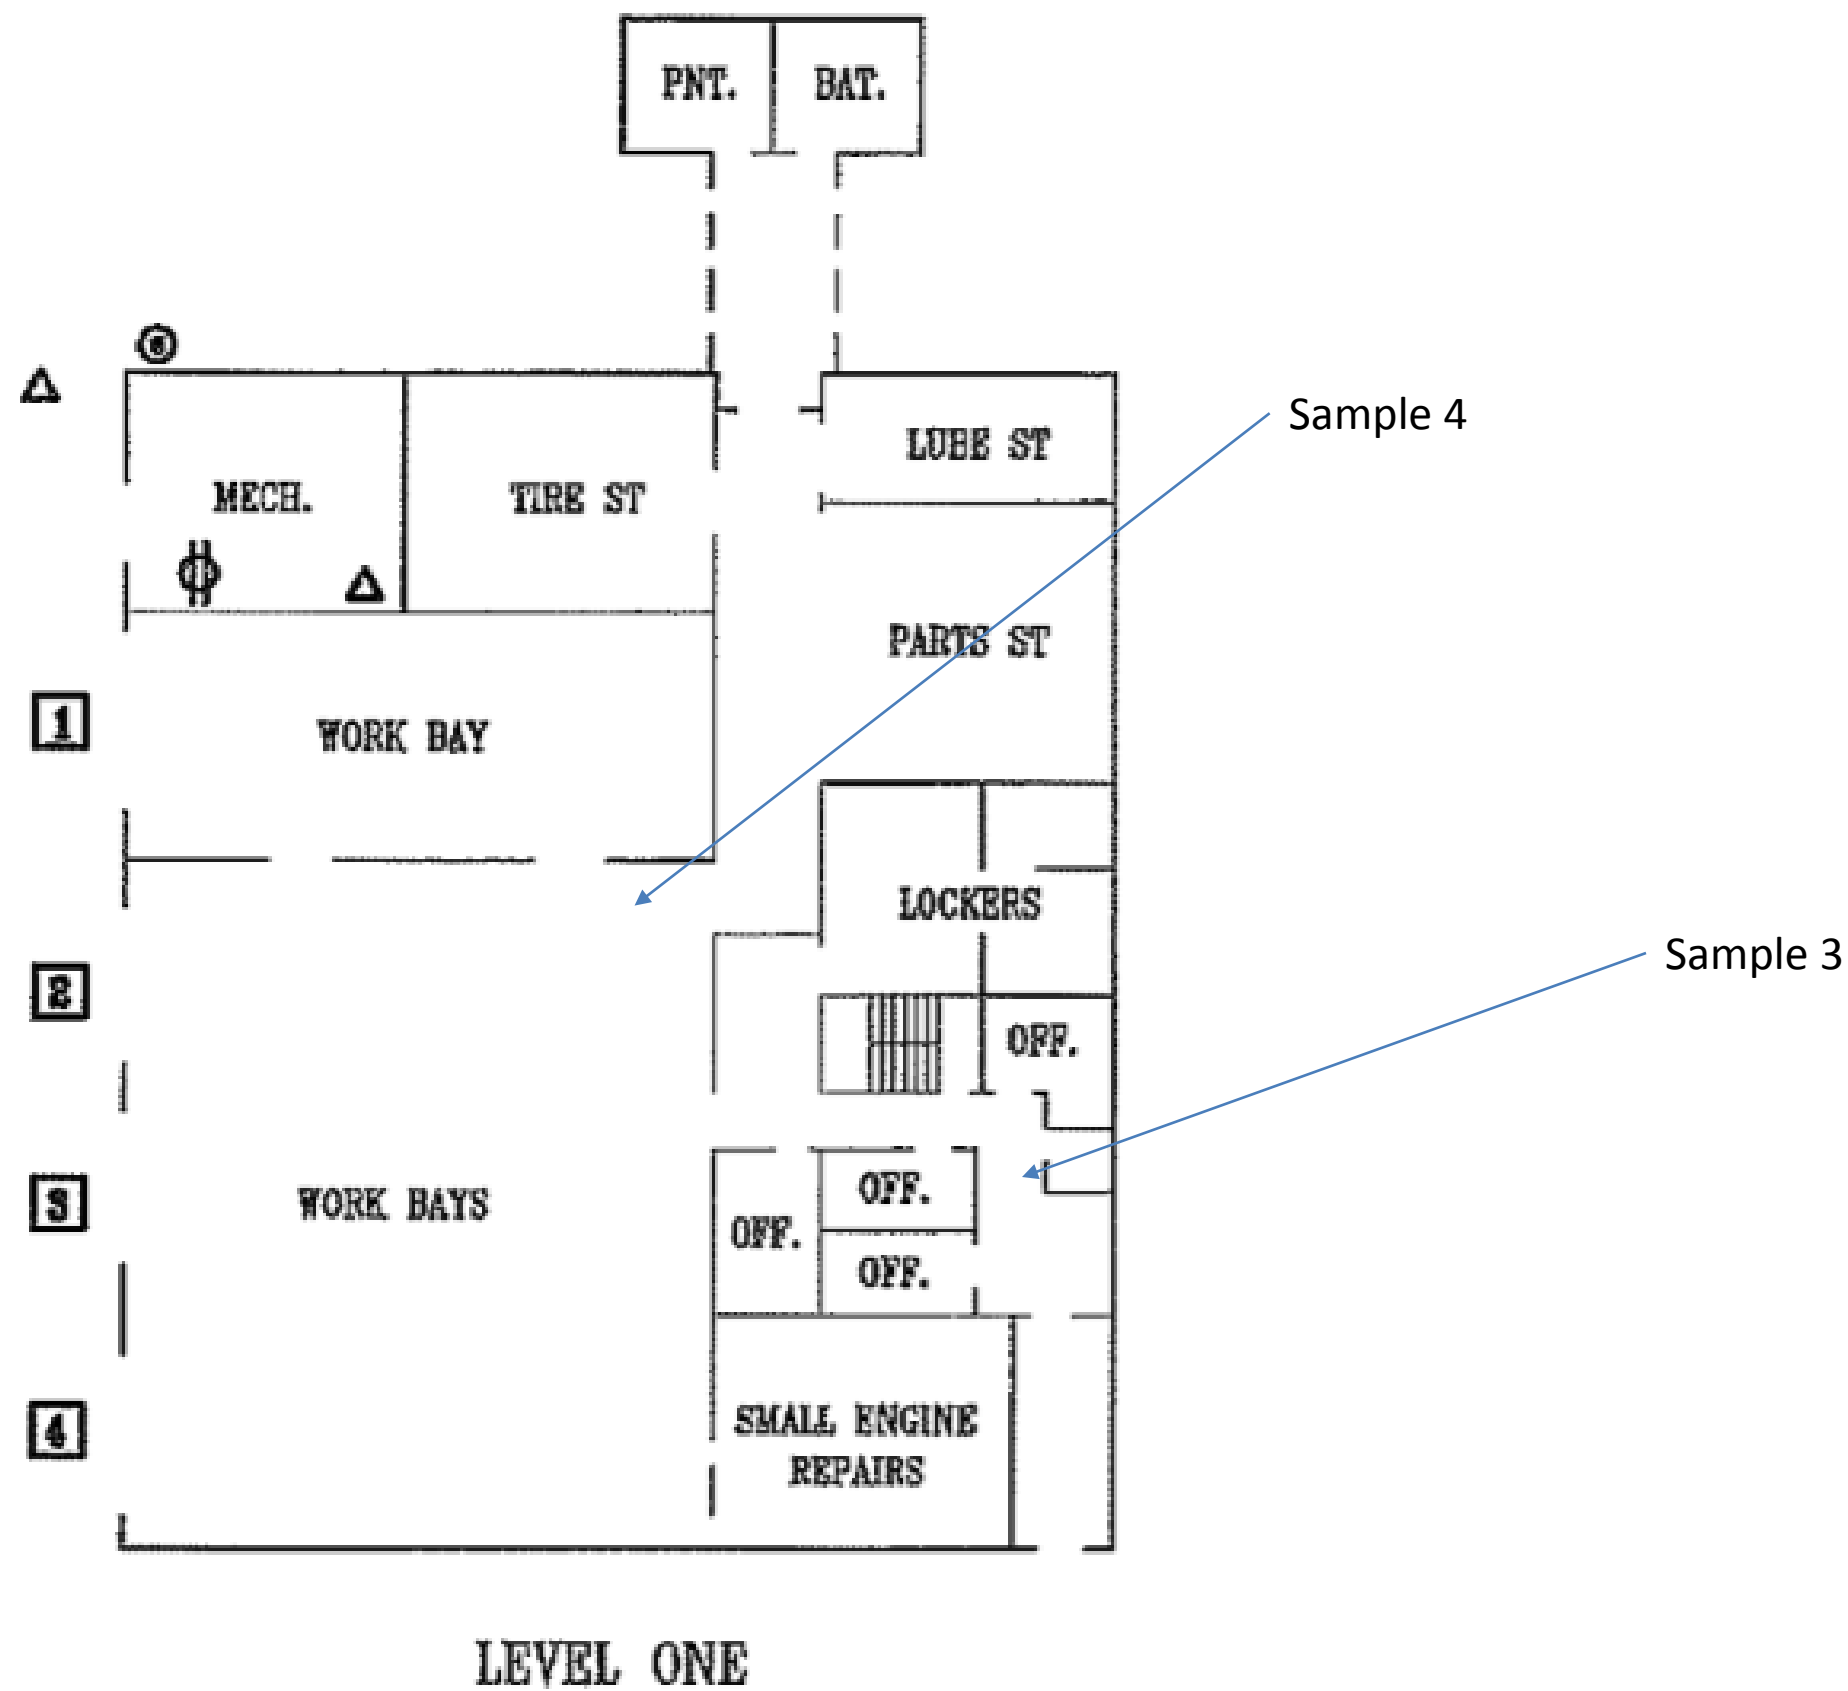 PNT. BAT.
Sample 4
LUBE ST
MECH. TIRE ST
PARTS ST
1
WORK BAY
LOCKERS
Sample 3
2
OFF.
OFF.
3
WORK BAYS
OFF.
OFF.
4
SMALL ENGINE
REPAIRS
LEVEL ONE